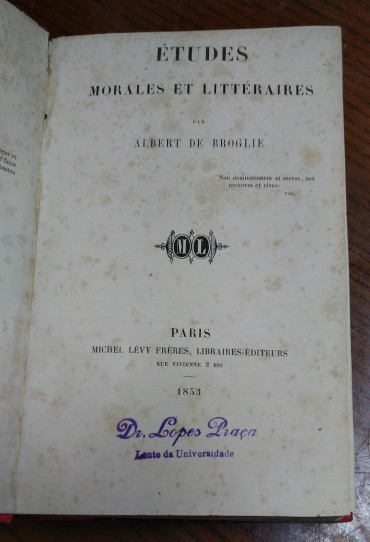 ÉTUDES
MORALES ET LITTÉRAIRES
PAR
ALBERT DE BROGLIE
Non dominationem et servos, sed
rectorem et cives.
TAC.
ML
PARIS
MICHEL LÉVY FRÈRES, LIBRAIRES-ÉDITEURS
RUE VIVIENNE 2 BIS
1853
Dr. Lopes Praça
Lente da Universidade